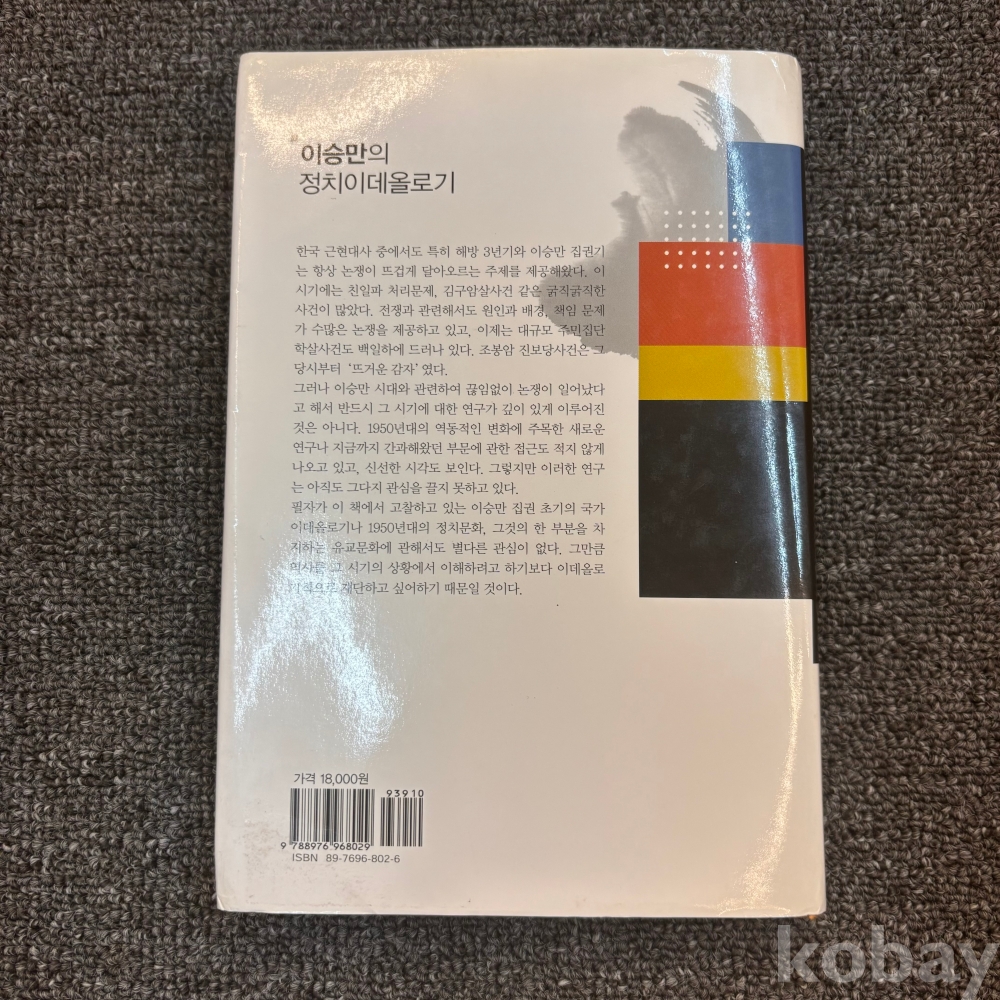 이승만의
정치이데올로기
한국 근현대사 중에서도 특히 해방 3년기와 이승만 집권기
는 항상 논쟁이 뜨겁게 달아오르는 주제를 제공해왔다. 이
시기에는 친일파 처리문제, 김구암살사건 같은 굵직굵직한
사건이 많았다. 전쟁과 관련해서도 원인과 배경, 책임 문제
가 수많은 논쟁을 제공하고 있고, 이제는 대규모 주민집단
학살사건도 백일하에 드러나 있다. 조봉암 진보당사건은 그
당시부터 ‘뜨거운 감자’였다.
그러나 이승만 시대와 관련하여 끊임없이 논쟁이 일어났다
고 해서 반드시 그 시기에 대한 연구가 깊이 있게 이루어진
것은 아니다. 1950년대의 역동적인 변화에 주목한 새로운
연구나 지금까지 간과해왔던 부문에 관한 접근도 적지 않게
나오고 있고, 신선한 시각도 보인다. 그렇지만 이러한 연구
는 아직도 그다지 관심을 끌지 못하고 있다.
필자가 이 책에서 고찰하고 있는 이승만 집권 초기의 국가
이데올로기나 1950년대의 정치문화, 그것의 한 부분을 차
지하는 유교문화에 관해서도 별다른 관심이 없다. 그만큼
역사를 그 시기의 상황에서 이해하려고 하기보다 이데올로
재단하고 싶어하기 때문일 것이다.
가격 18,000원
93910
9 788976 968029
ISBN 89-7696-802-6
kobay